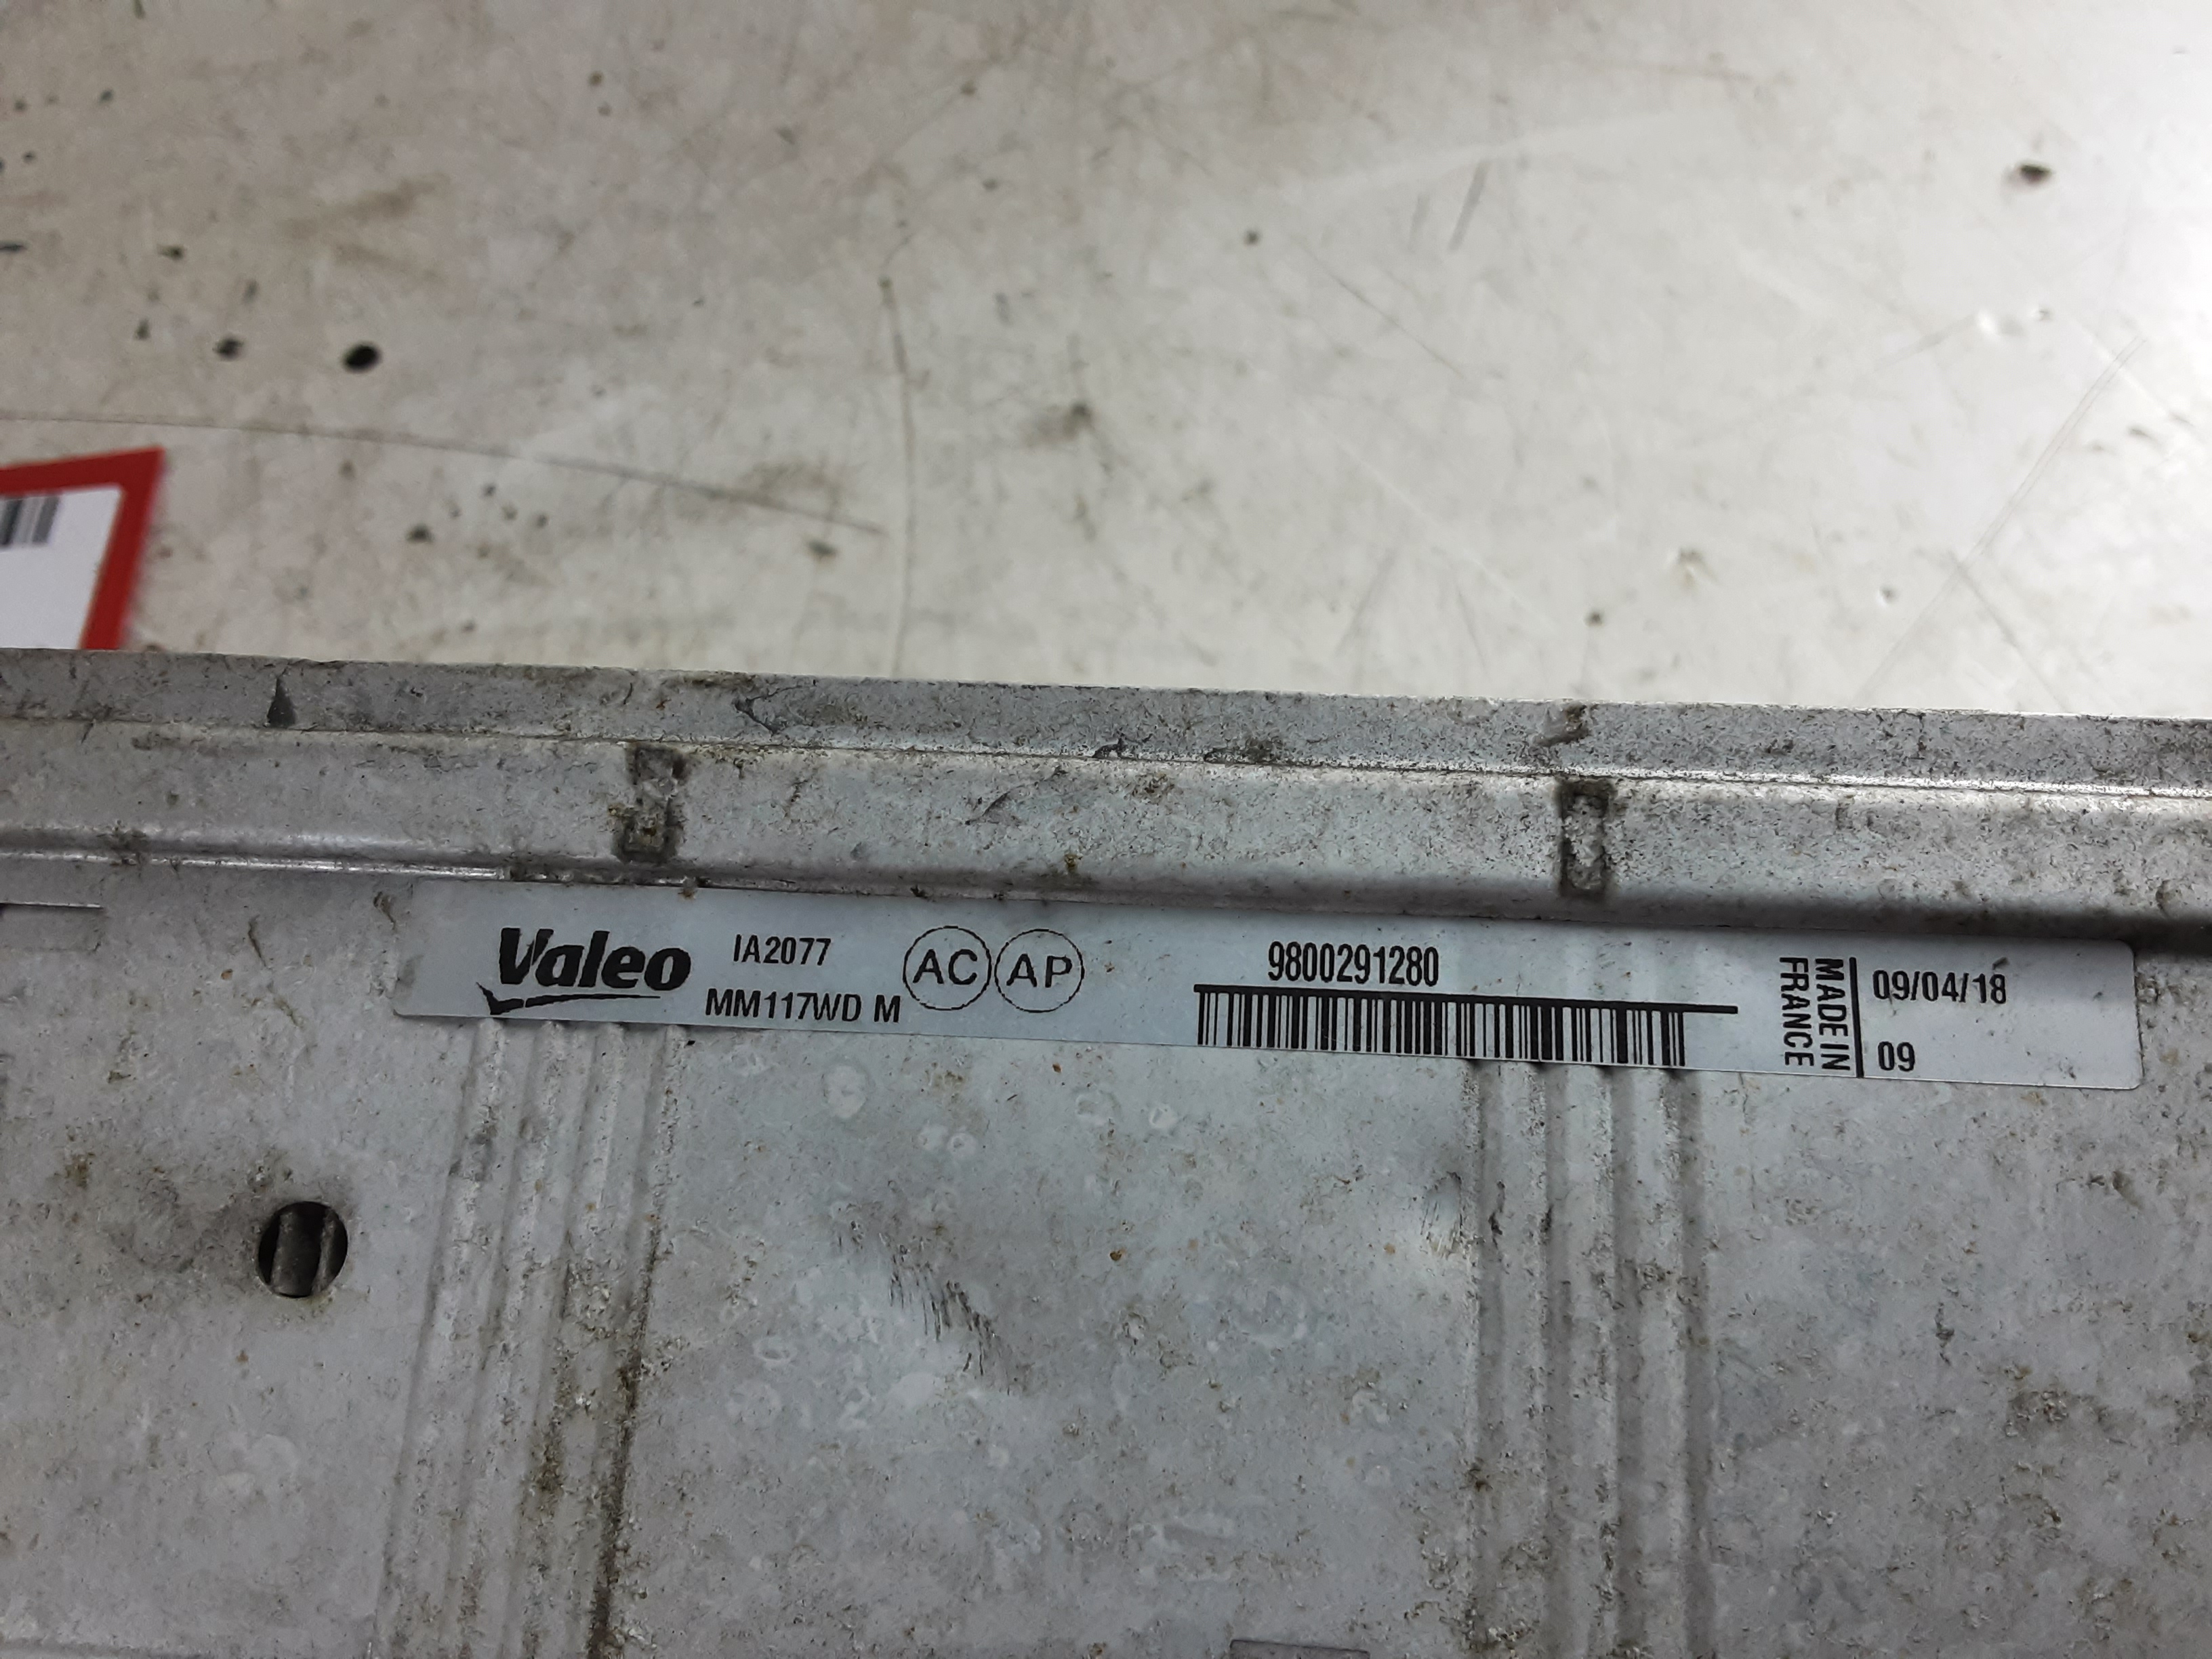 Valeo
IA2077
MM117WD M
AC AP
9800291280
MADE IN
FRANCE
09/04/18
09